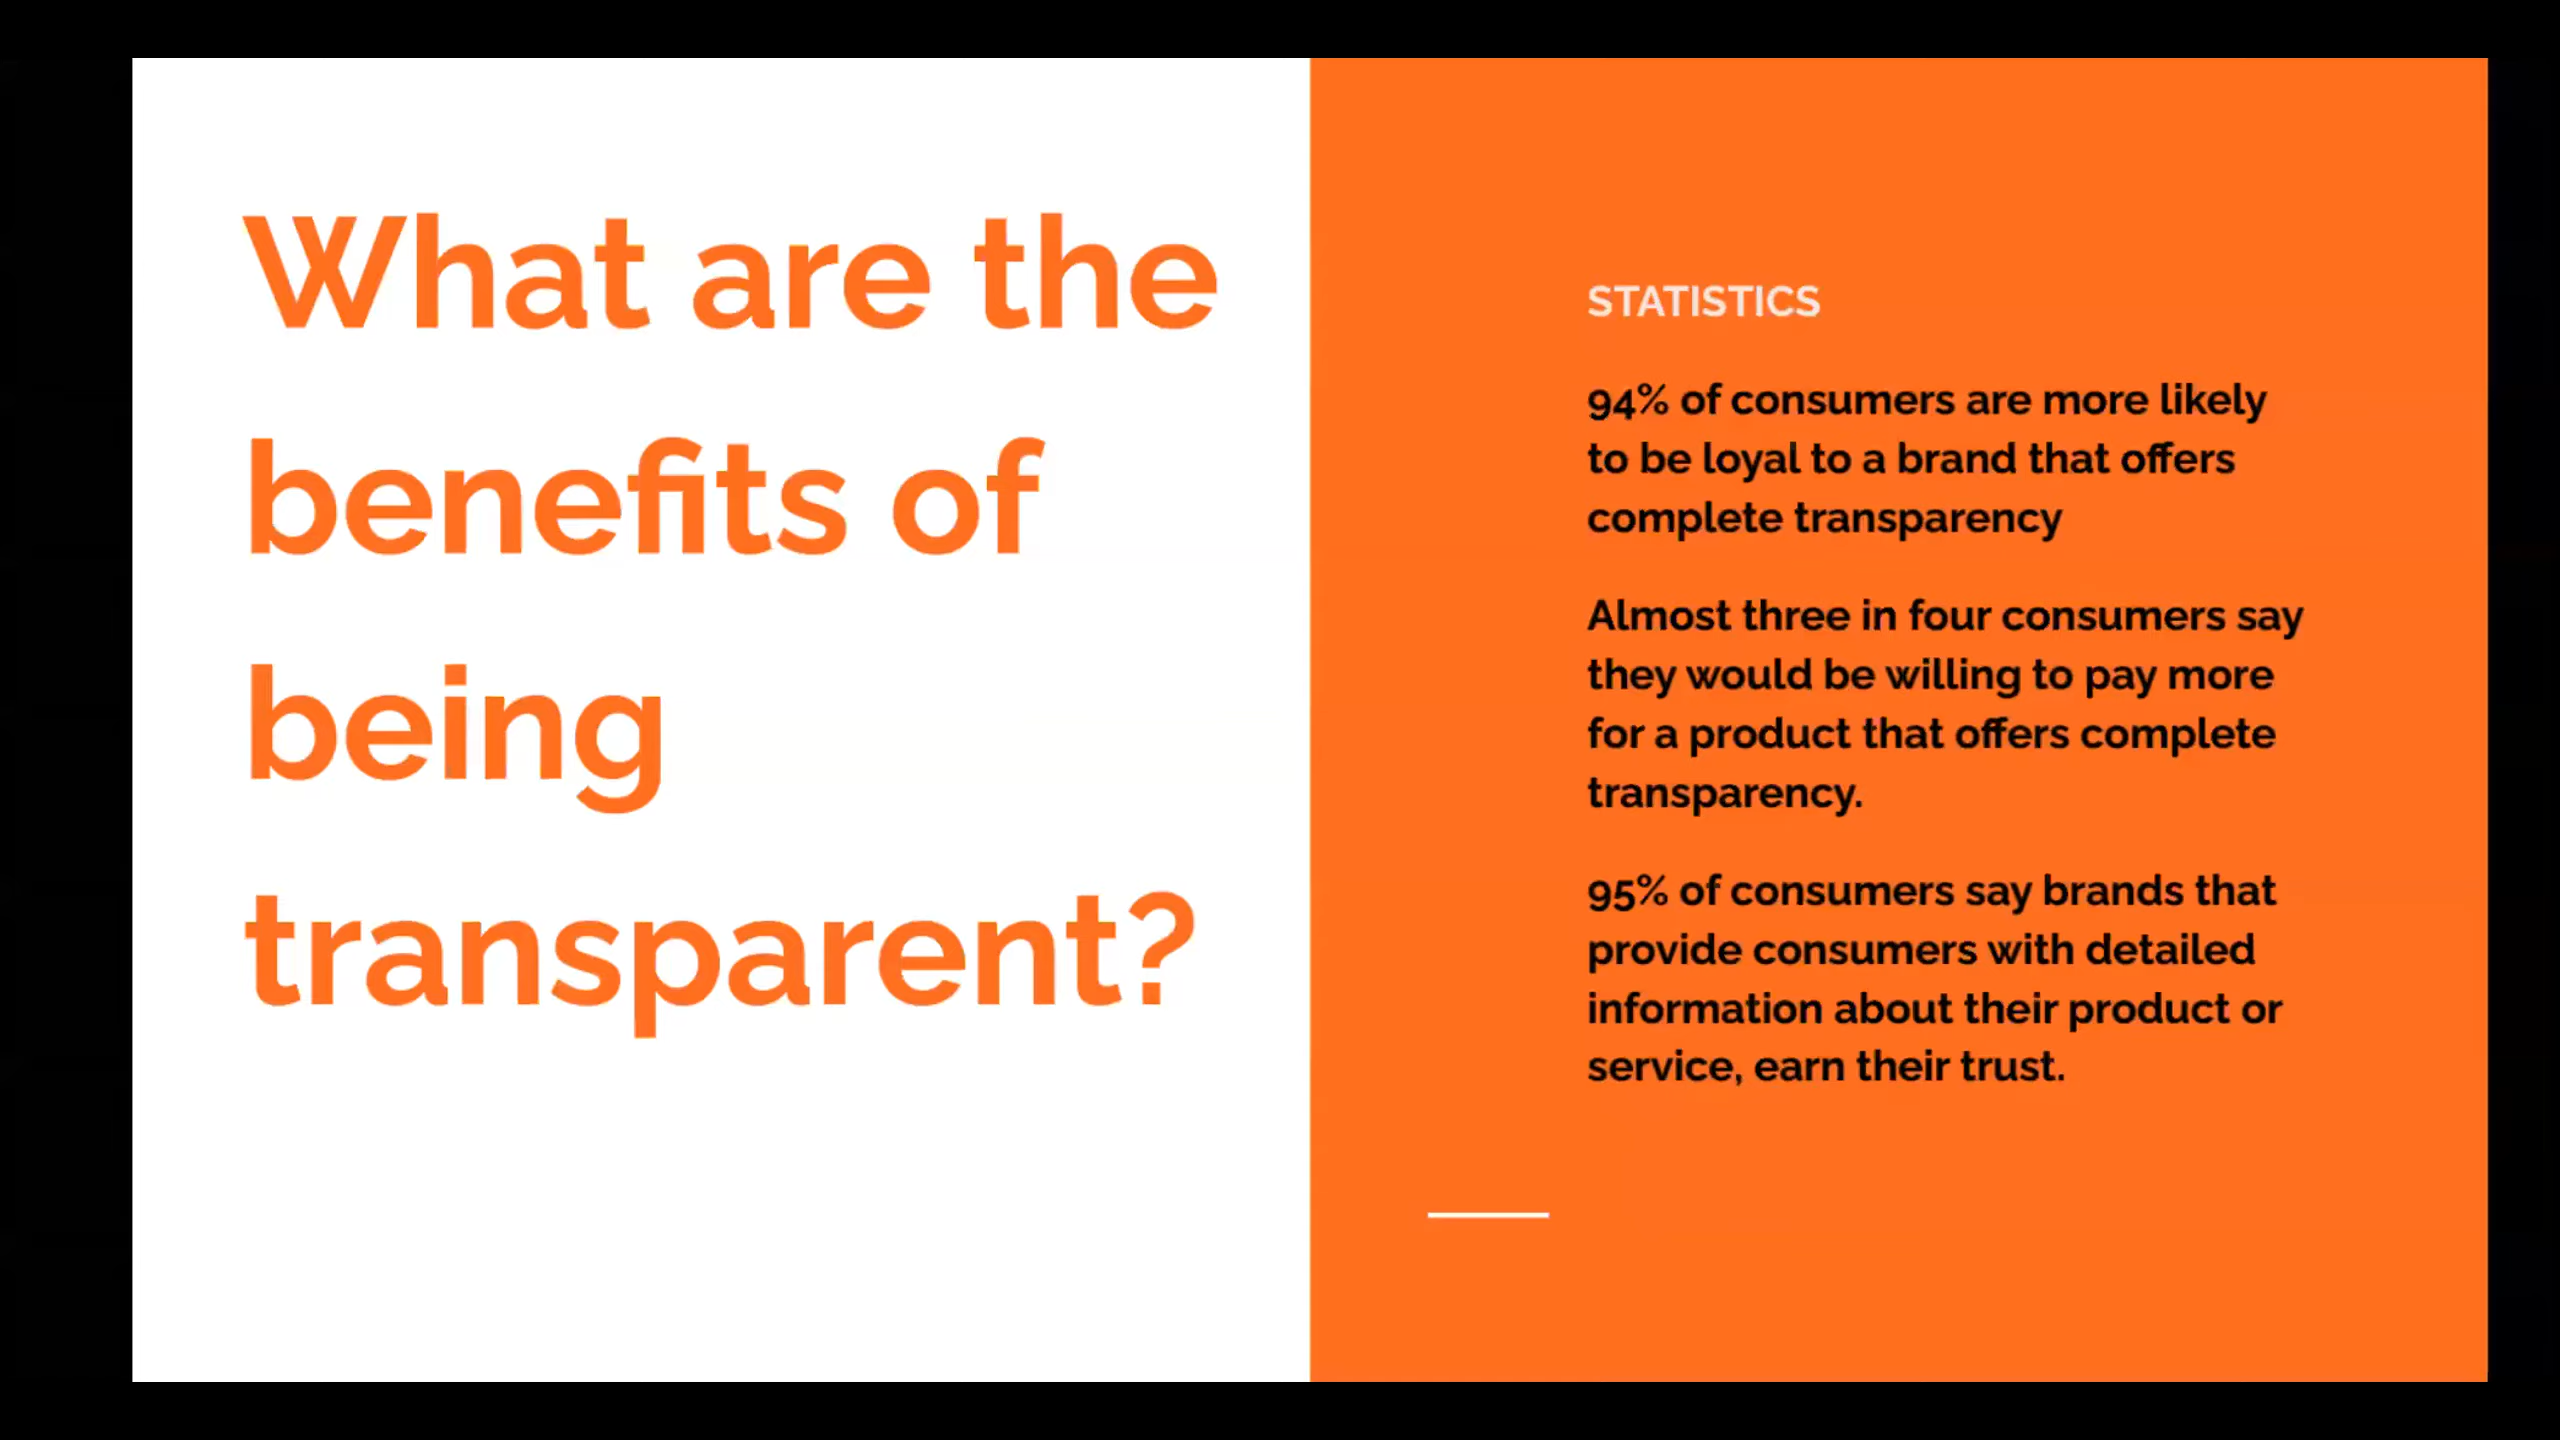 What are the
benefits of
being
transparent?
STATISTICS
94% of consumers are more likely
to be loyal to a brand that offers
complete transparency
Almost three in four consumers say
they would be willing to pay more
for a product that offers complete
transparency.
95% of consumers say brands that
provide consumers with detailed
information about their product or
service, earn their trust.